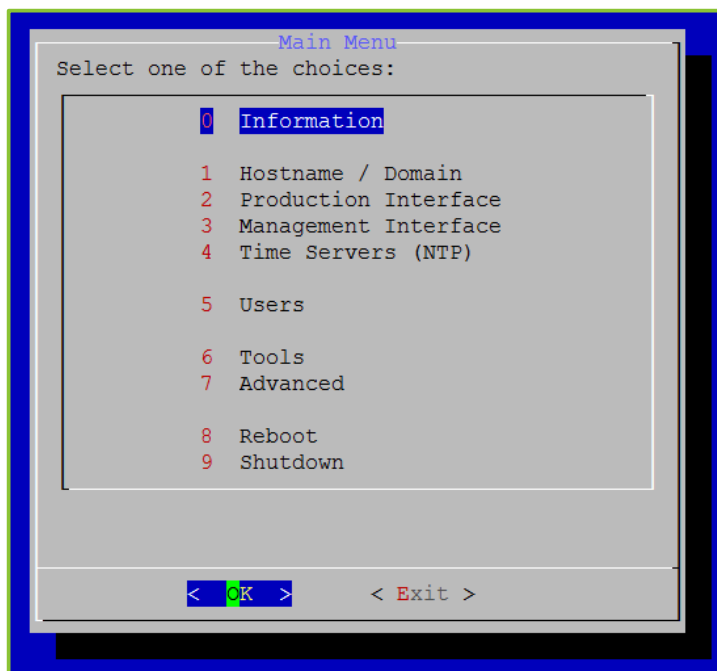 Main Menu
Select one of the choices:
0 Information
1 Hostname / Domain
2 Production Interface
3 Management Interface
4 Time Servers (NTP)
5 Users
6 Tools
7 Advanced
8 Reboot
9 Shutdown
< OK > < Exit >